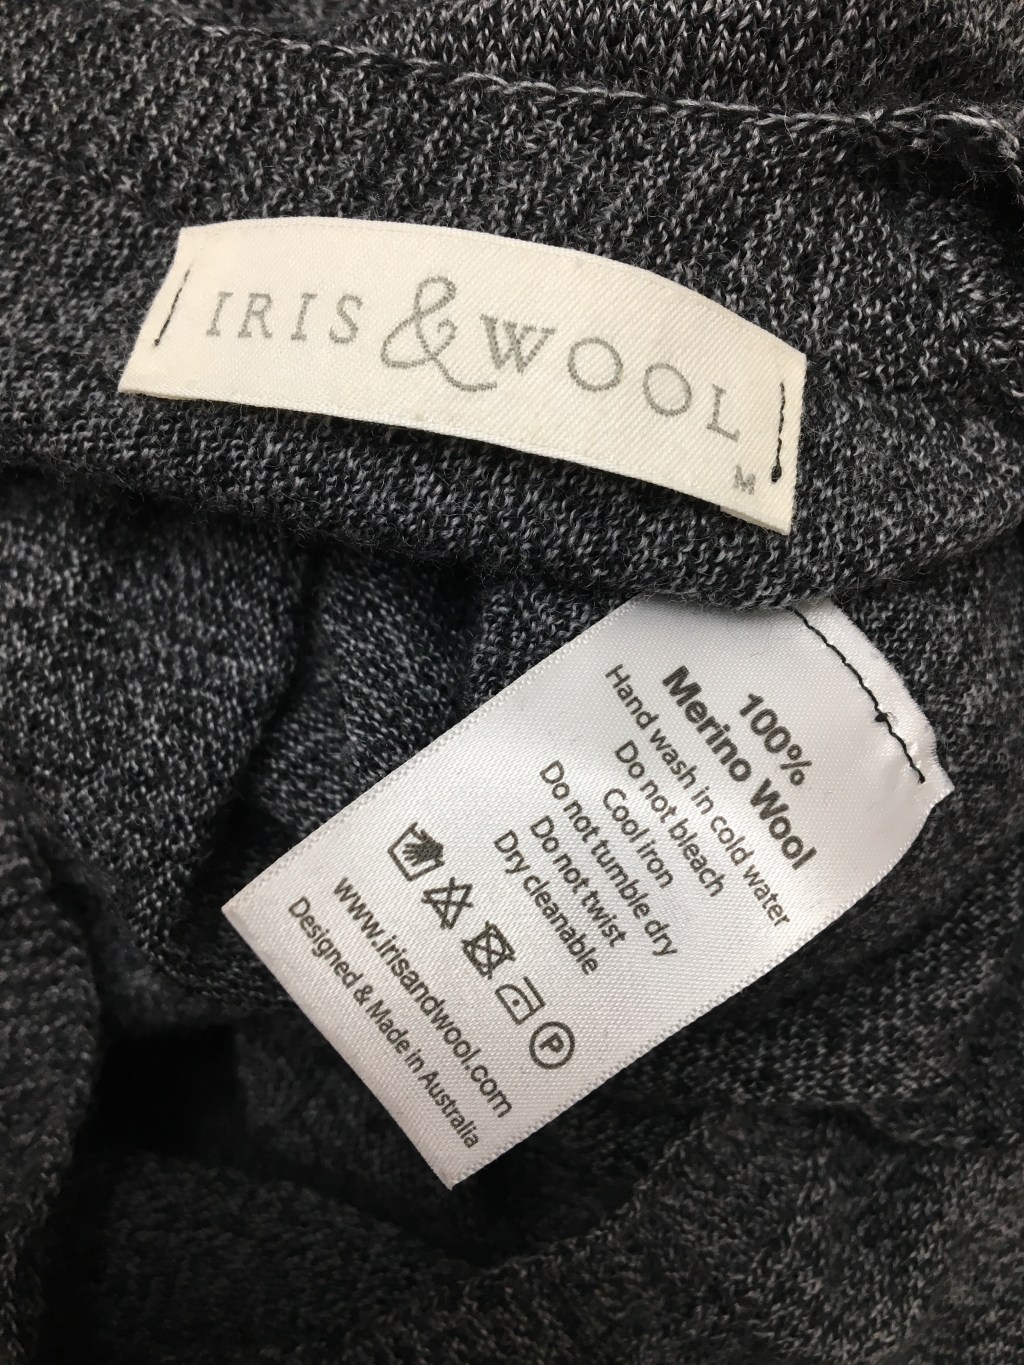 IRIS & WOOL
M
100%
Merino Wool
Hand wash in cold water
Do not bleach
Cool iron
Do not tumble dry
Do not twist
Dry cleanable
P
www.irisandwool.com
Designed & Made in Australia